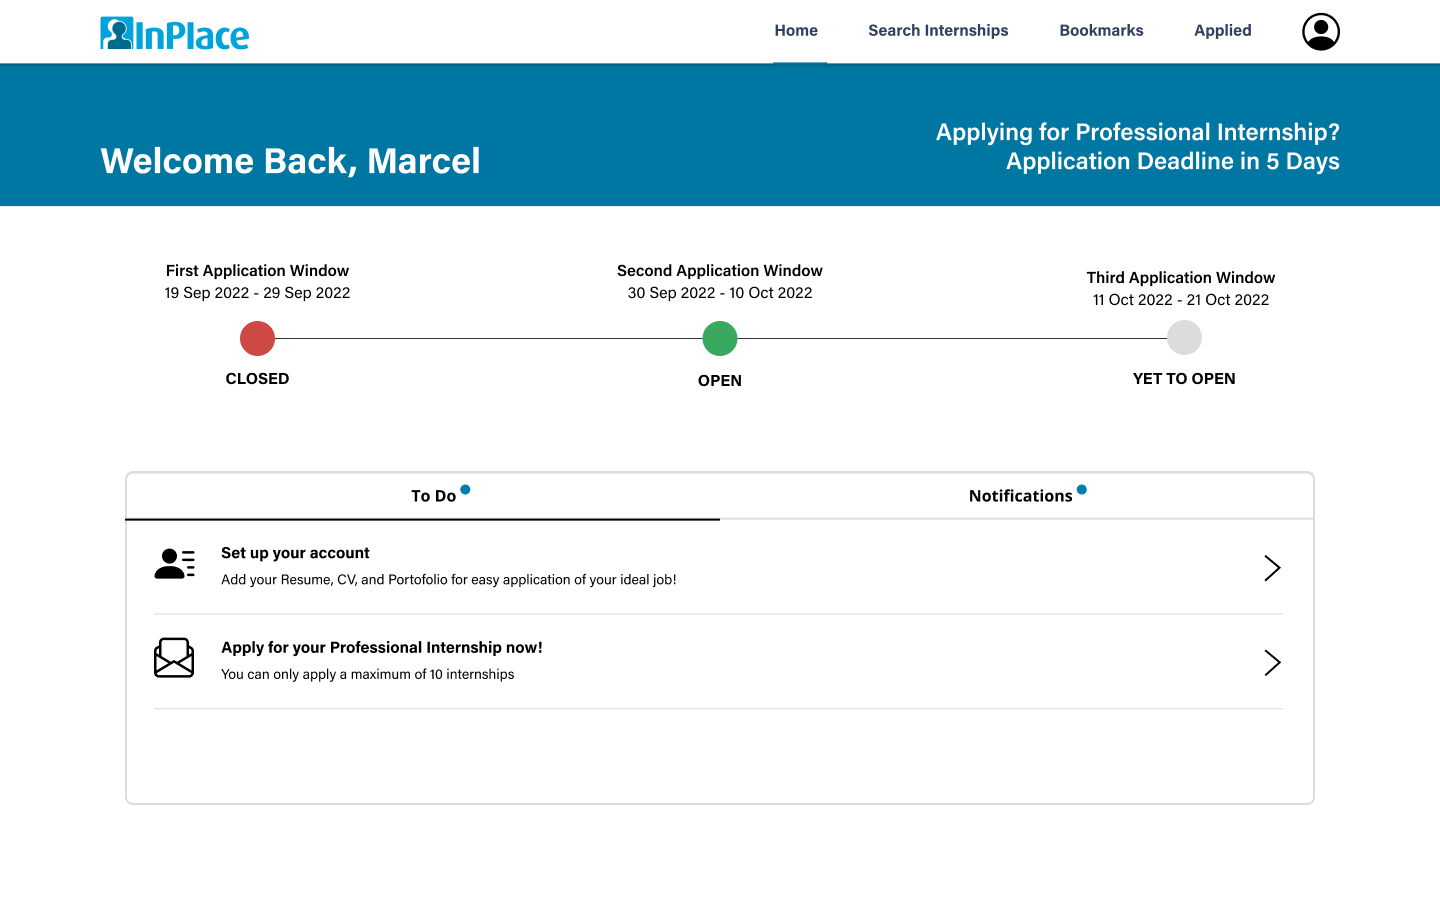 InPlace
Home
Search Internships
Bookmarks
Applied
Welcome Back, Marcel
Applying for Professional Internship?
Application Deadline in 5 Days
First Application Window
19 Sep 2022 - 29 Sep 2022
CLOSED
Second Application Window
30 Sep 2022 - 10 Oct 2022
OPEN
Third Application Window
11 Oct 2022 - 21 Oct 2022
YET TO OPEN
To Do
Notifications
Set up your account
Add your Resume, CV, and Portofolio for easy application of your ideal job!
Apply for your Professional Internship now!
You can only apply a maximum of 10 internships